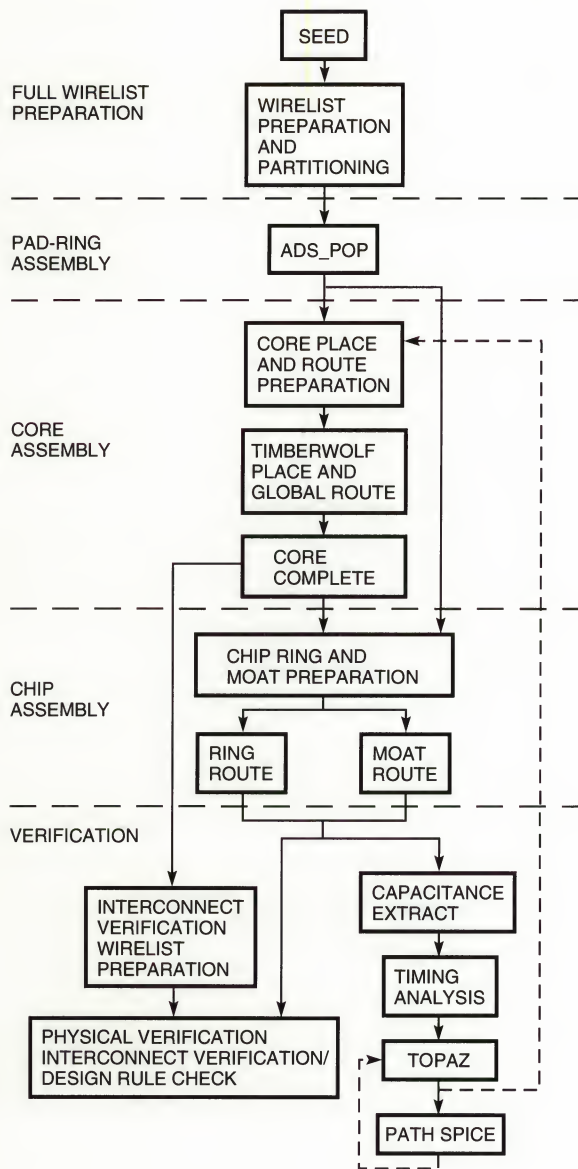 SEED
FULL WIRELIST
PREPARATION
WIRELIST
PREPARATION
AND
PARTITIONING
PAD-RING
ASSEMBLY
ADS_POP
CORE
ASSEMBLY
CORE PLACE
AND ROUTE
PREPARATION
TIMBERWOLF
PLACE AND
GLOBAL ROUTE
CORE
COMPLETE
CHIP
ASSEMBLY
CHIP RING AND
MOAT PREPARATION
RING
ROUTE
MOAT
ROUTE
VERIFICATION
INTERCONNECT
VERIFICATION
WIRELIST
PREPARATION
PHYSICAL VERIFICATION
INTERCONNECT VERIFICATION/
DESIGN RULE CHECK
CAPACITANCE
EXTRACT
TIMING
ANALYSIS
TOPAZ
PATH SPICE